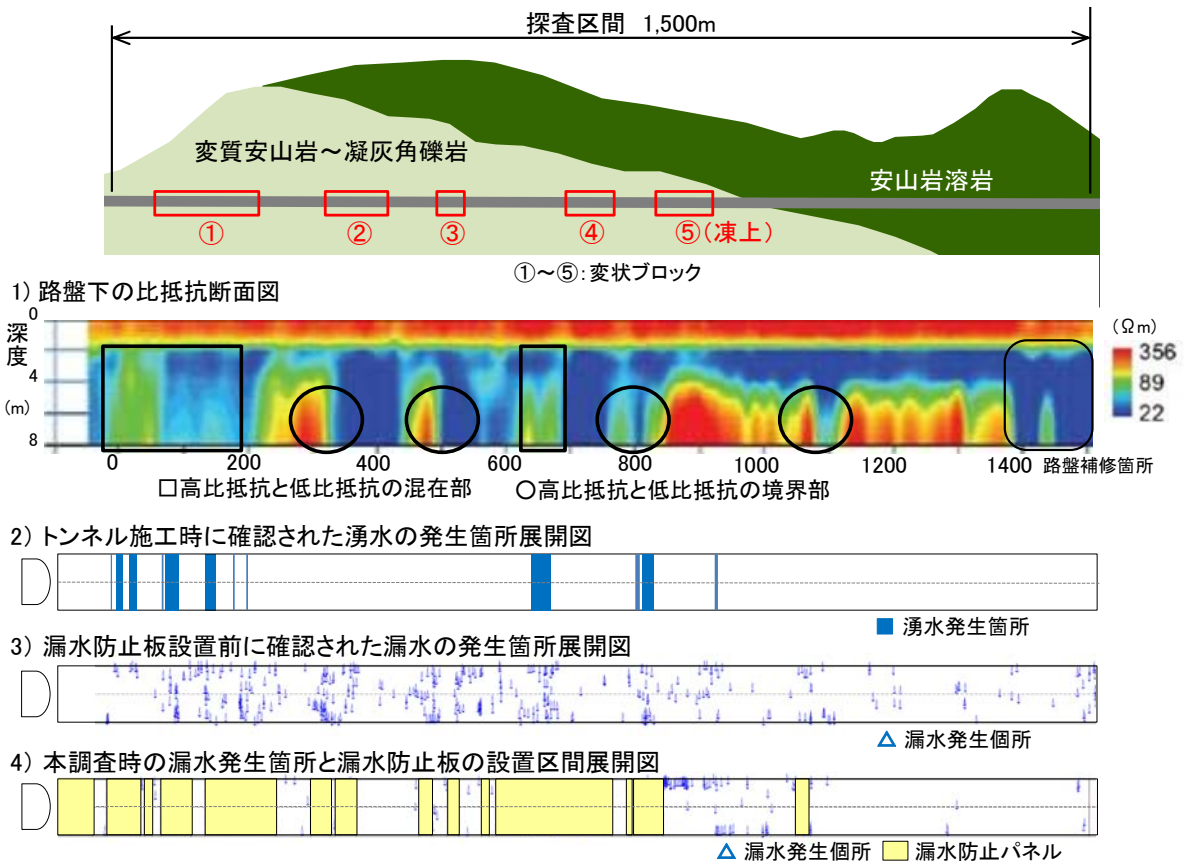 探査区間 1,500m
変質安山岩～凝灰角礫岩
安山岩溶岩
① ② ③ ④ ⑤(凍上)
①～⑤：変状ブロック
1) 路盤下の比抵抗断面図
深度
(m)
0
4
8
(Ωm)
356
89
22
0 200 400 600 800 1000 1200 1400 路盤補修箇所
□高比抵抗と低比抵抗の混在部 ○高比抵抗と低比抵抗の境界部
2) トンネル施工時に確認された湧水の発生箇所展開図
湧水発生箇所
3) 漏水防止板設置前に確認された漏水の発生箇所展開図
漏水発生個所
4) 本調査時の漏水発生箇所と漏水防止板の設置区間展開図
漏水発生個所 漏水防止パネル